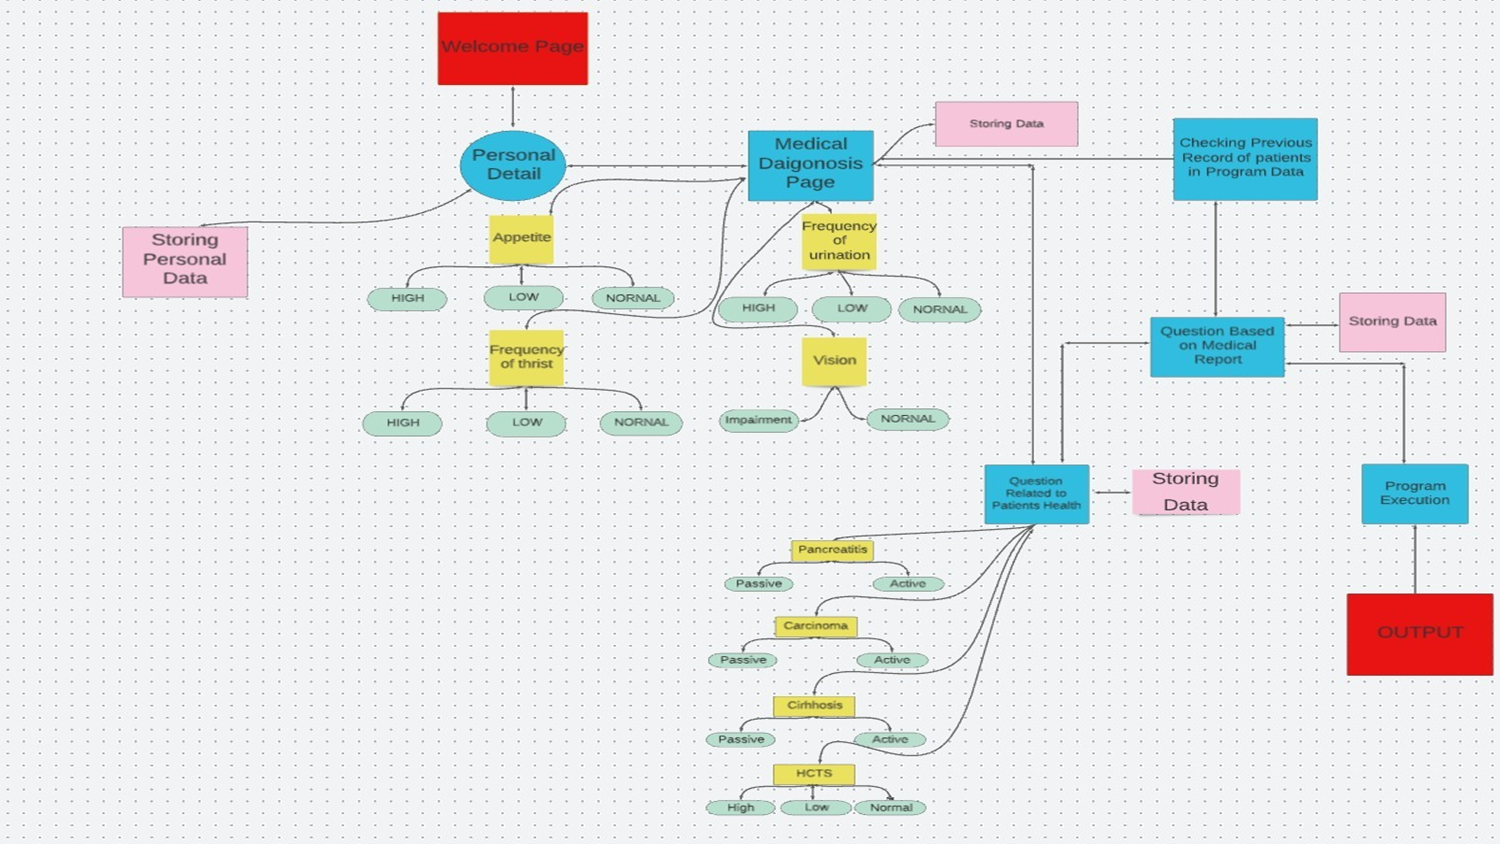 Welcome Page
Personal
Detail
Storing
Personal
Data
Medical
Daigonosis
Page
Storing Data
Checking Previous
Record of patients
in Program Data
Appetite
HIGH
LOW
NORNAL
Frequency
of
urination
HIGH
LOW
NORNAL
Frequency
of thrist
HIGH
LOW
NORNAL
Vision
Impairment
NORNAL
Question Based
on Medical
Report
Storing Data
Question
Related to
Patients Health
Storing
Data
Program
Execution
OUTPUT
Pancreatitis
Passive
Active
Carcinoma
Passive
Active
Cirhhosis
Passive
Active
HCTS
High
Low
Normal